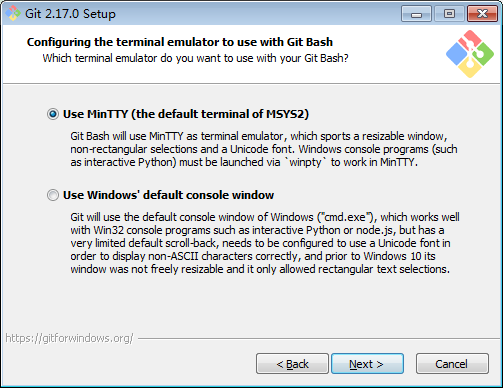 Git 2.17.0 Setup
Configuring the terminal emulator to use with Git Bash
Which terminal emulator do you want to use with your Git Bash?
Use MinTTY (the default terminal of MSYS2)
Git Bash will use MinTTY as terminal emulator, which sports a resizable window,
non-rectangular selections and a Unicode font. Windows console programs (such
as interactive Python) must be launched via `winpty` to work in MinTTY.
Use Windows' default console window
Git will use the default console window of Windows ("cmd.exe"), which works well
with Win32 console programs such as interactive Python or node.js, but has a
very limited default scroll-back, needs to be configured to use a Unicode font in
order to display non-ASCII characters correctly, and prior to Windows 10 its
window was not freely resizable and it only allowed rectangular text selections.
https://gitforwindows.org/
< Back
Next >
Cancel